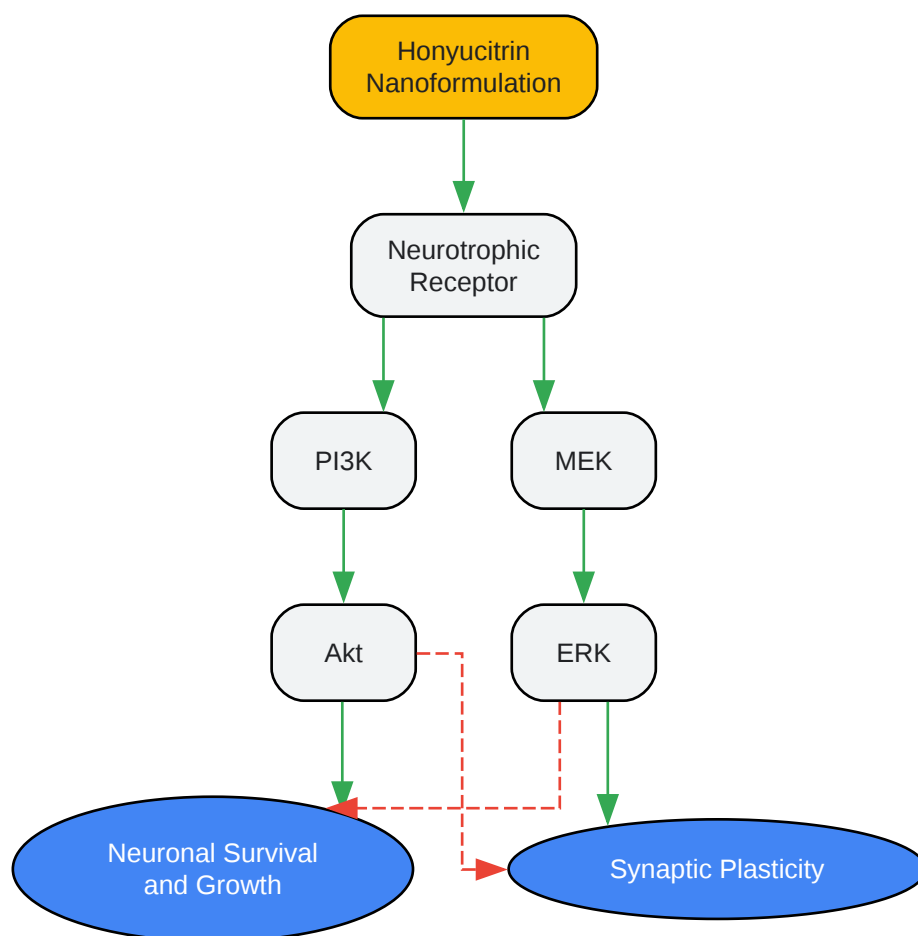 Honyucitrin
Nanoformulation
Neurotrophic
Receptor
PI3K
MEK
Akt
ERK
Neuronal Survival
and Growth
Synaptic Plasticity